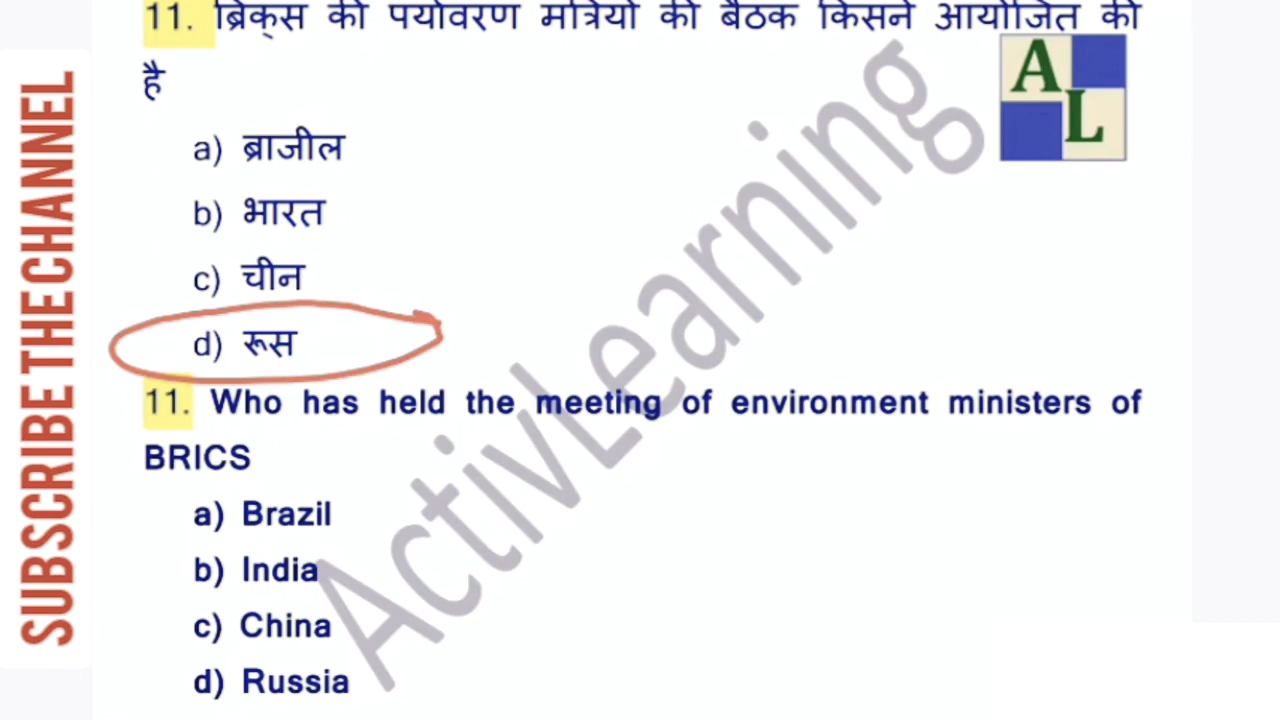 SUBSCRIBE THE CHANNEL
11. ब्रिक्स की पर्यावरण मंत्रियों की बैठक किसने आयोजित की
है
A
L
a) ब्राजील
b) भारत
c) चीन
d) रूस
11. Who has held the meeting of environment ministers of
BRICS
a) Brazil
b) India
c) China
d) Russia
ActivLearning